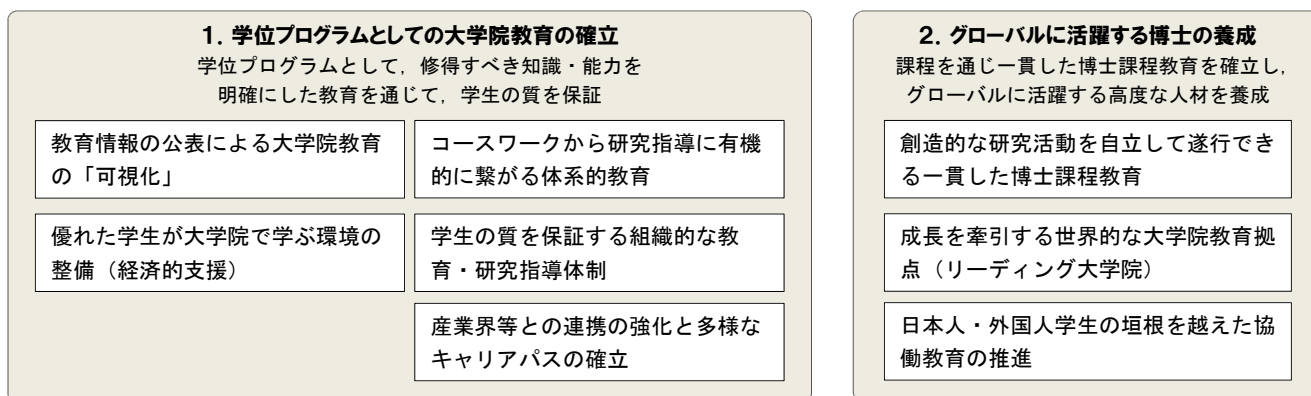 1．学位プログラムとしての大学院教育の確立
学位プログラムとして，修得すべき知識・能力を
明確にした教育を通じて，学生の質を保証
教育情報の公表による大学院教育
の「可視化」
コースワークから研究指導に有機
的に繋がる体系的教育
優れた学生が大学院で学ぶ環境の
整備（経済的支援）
学生の質を保証する組織的な教
育・研究指導体制
産業界等との連携の強化と多様な
キャリアパスの確立
2．グローバルに活躍する博士の養成
課程を通じ一貫した博士課程教育を確立し，
グローバルに活躍する高度な人材を養成
創造的な研究活動を自立して遂行でき
る一貫した博士課程教育
成長を牽引する世界的な大学院教育拠
点（リーディング大学院）
日本人・外国人学生の垣根を越えた協
働教育の推進